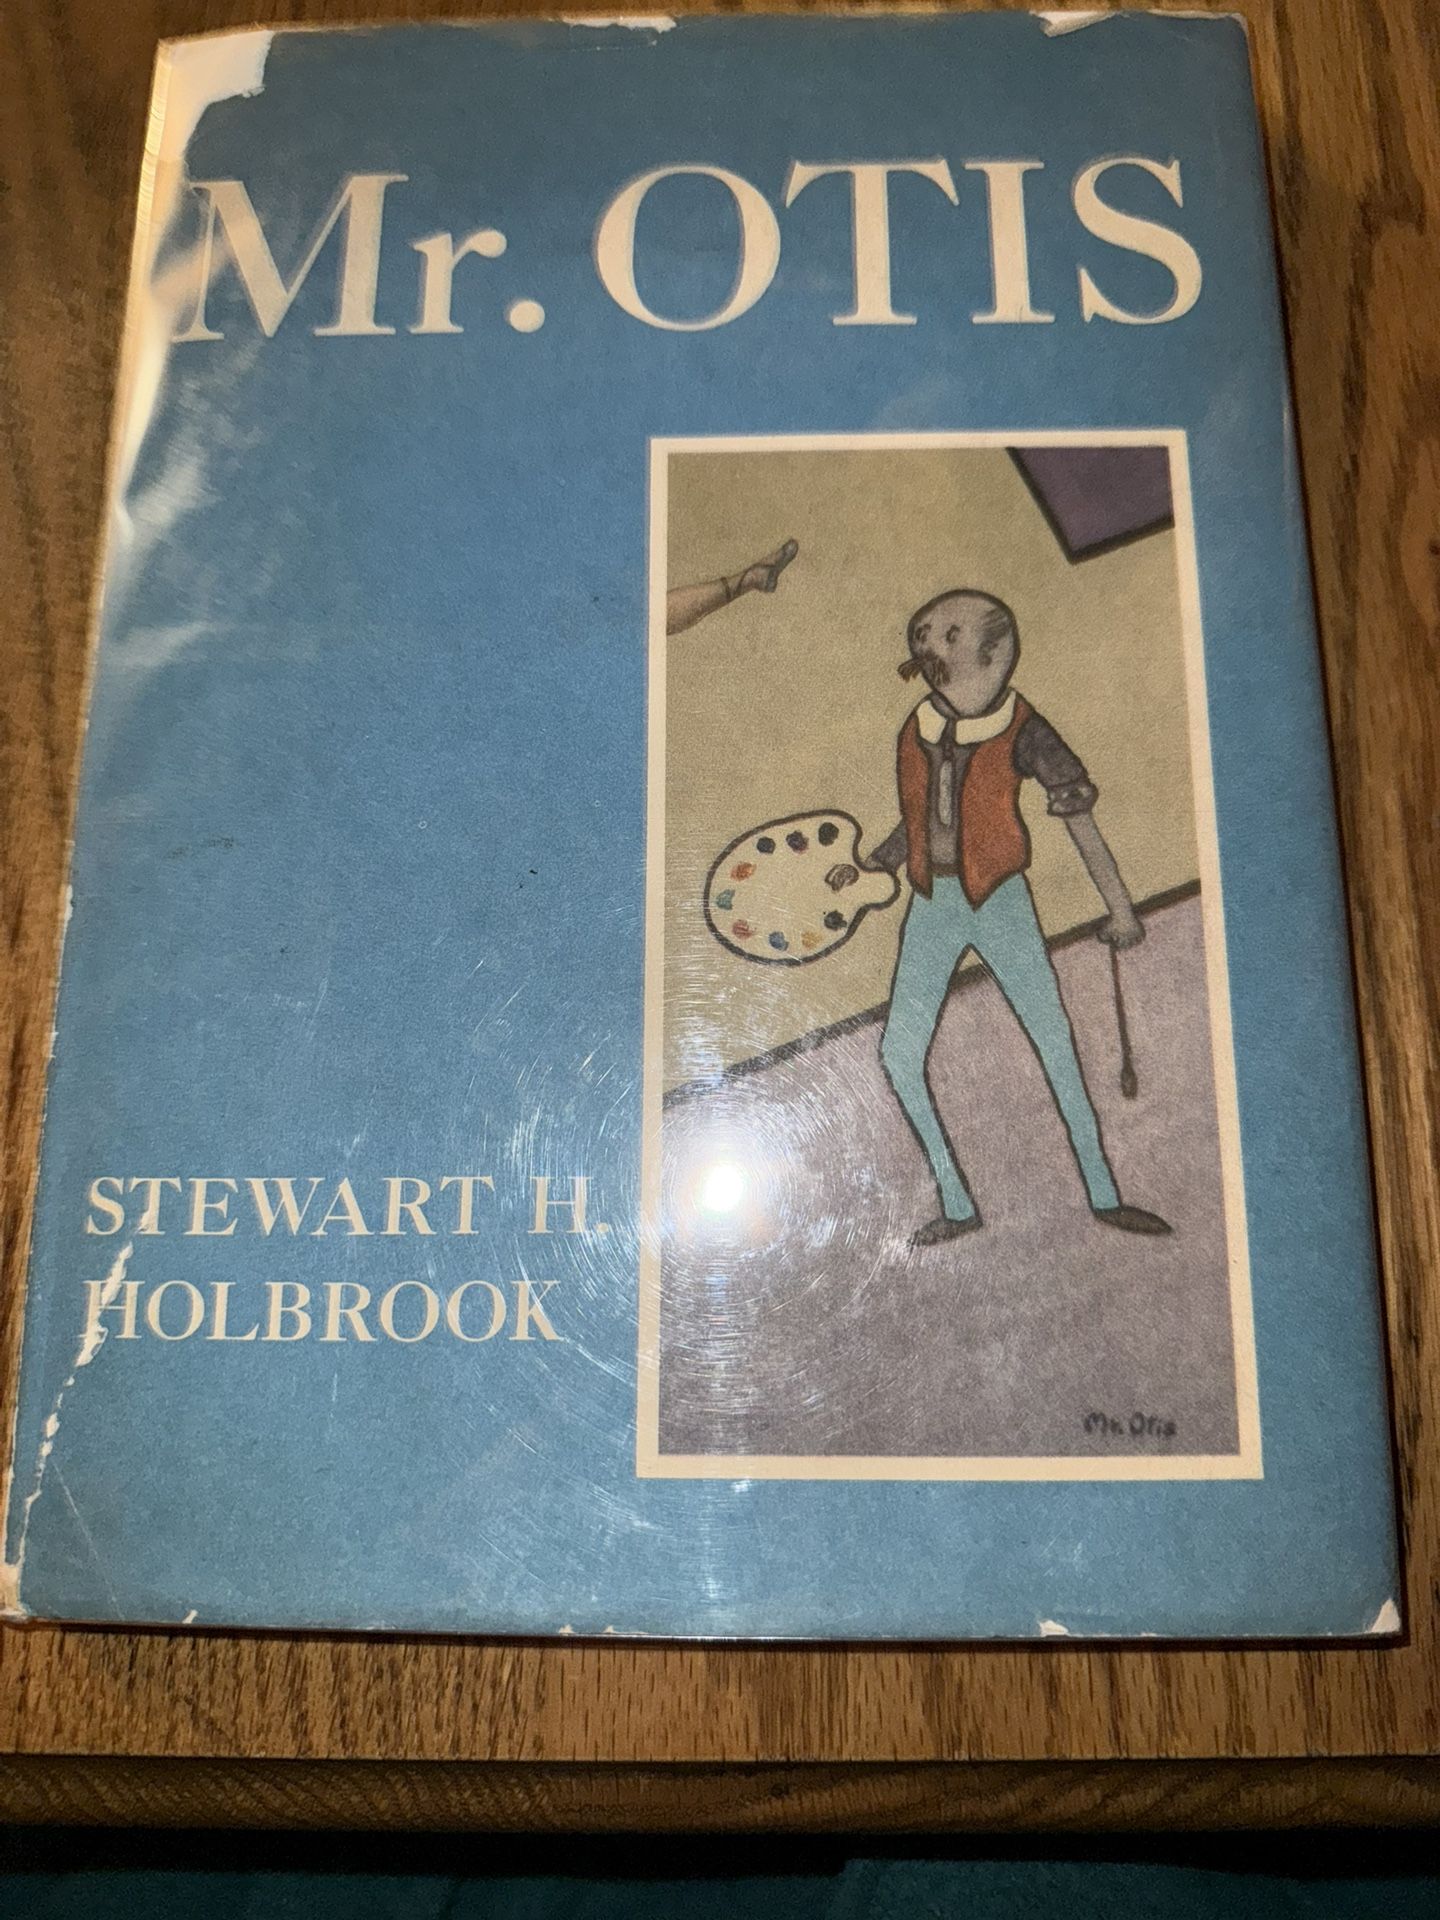 Mr. OTIS
STEWART H.
HOLBROOK
Mr. Otis